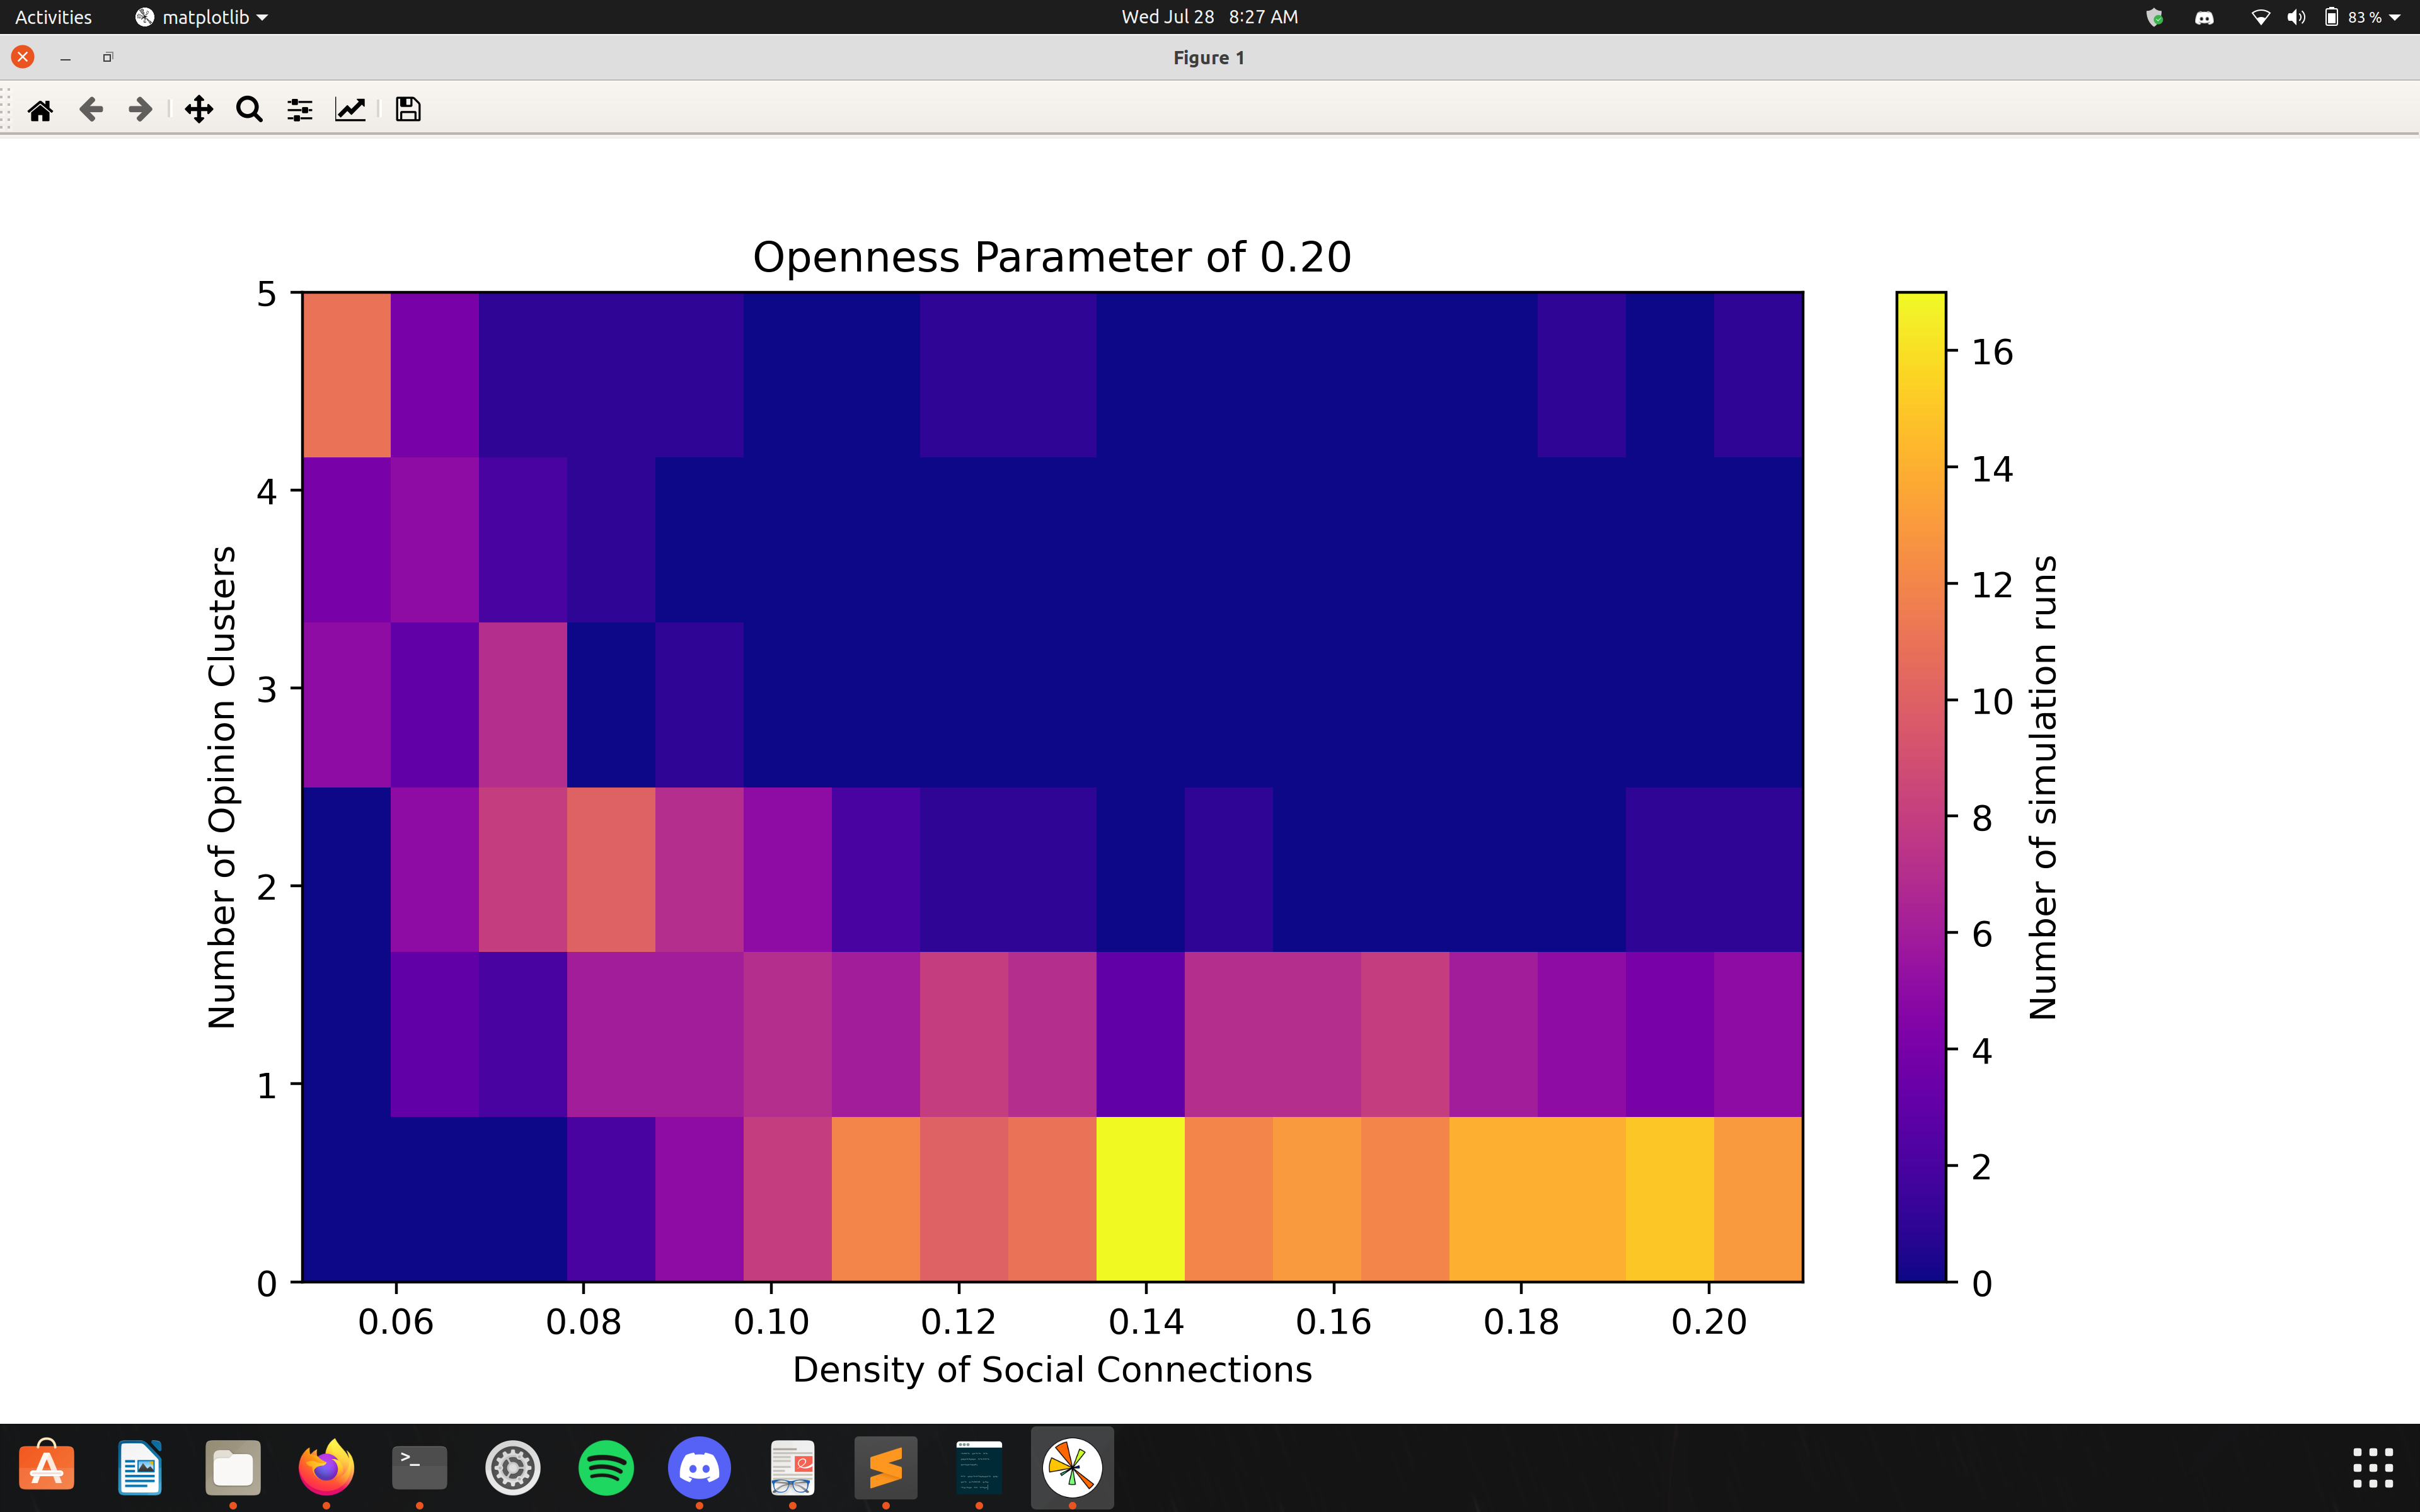 Activities matplotlib Wed Jul 28 8:27 AM 83 %
Figure 1
Openness Parameter of 0.20
5
4
3
2
1
0
Number of Opinion Clusters
0.06 0.08 0.10 0.12 0.14 0.16 0.18 0.20
Density of Social Connections
16
14
12
10
8
6
4
2
0
Number of simulation runs
>_